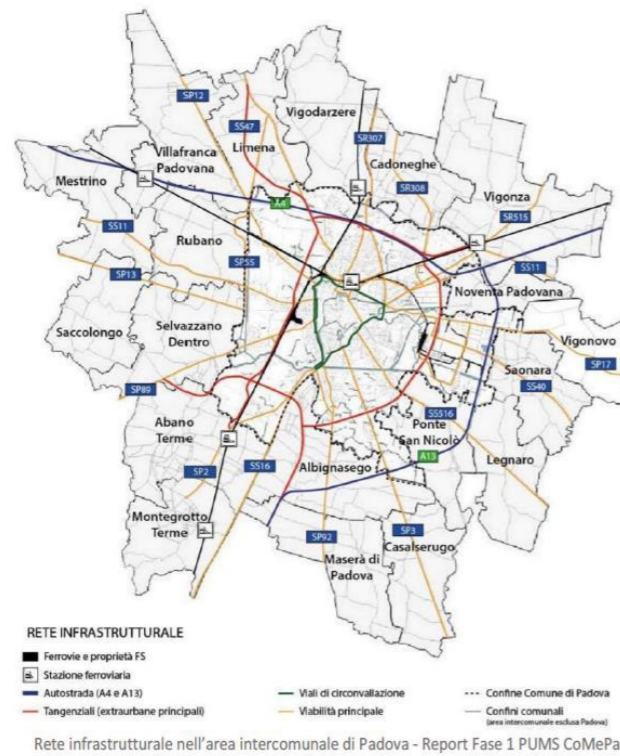 SP12
Vigodarzere
SS47
Limena
SR307
Villafranca
Padovana
Cadoneghe
Mestrino
SR308
Vigonza
A4
SR515
SS11
Rubano
SP55
SS11
SP13
Noventa Padovana
Saccolongo
Selvazzano
Dentro
Vigonovo
Saonara
SP17
SP89
SS40
Abano
Terme
SS516
Ponte
San Nicolò
SP2
SS16
Albignasego
A13
Legnaro
Montegrotto
Terme
SP92
SP3
Maserà di
Padova
Casalserugo
RETE INFRASTRUTTURALE
Ferrovie e proprietà FS
Stazione ferroviaria
Autostrada (A4 e A13)
Viali di circonvallazione
Confine Comune di Padova
Tangenziali (extraurbane principali)
Viabilità principale
Confini comunali
(area intercomunale esclusa Padova)
Rete infrastrutturale nell'area intercomunale di Padova - Report Fase 1 PUMS CoMePa